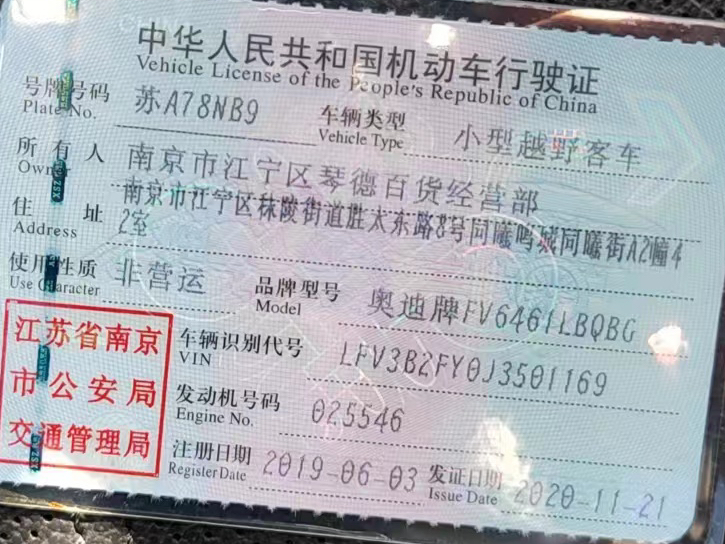 中华人民共和国机动车行驶证
Vehicle License of the People's Republic of China
号牌号码 苏A78NB9 车辆类型 小型越野客车
Plate No. Vehicle Type
所有人 南京市江宁区琴德百货经营部
Owner
住址 南京市江宁区秣陵街道胜太东路8号同曦鸣城同曦街A2幢4
Address 2室
使用性质 非营运 品牌型号 奥迪牌FV6461LBQBG
Use Character Model
江苏省南京 车辆识别代号 LFV3B2FY0J3501169
VIN
市公安局 发动机号码 025546
Engine No.
交通管理局 注册日期 2019-06-03 发证日期 2020-11-21
Register Date Issue Date